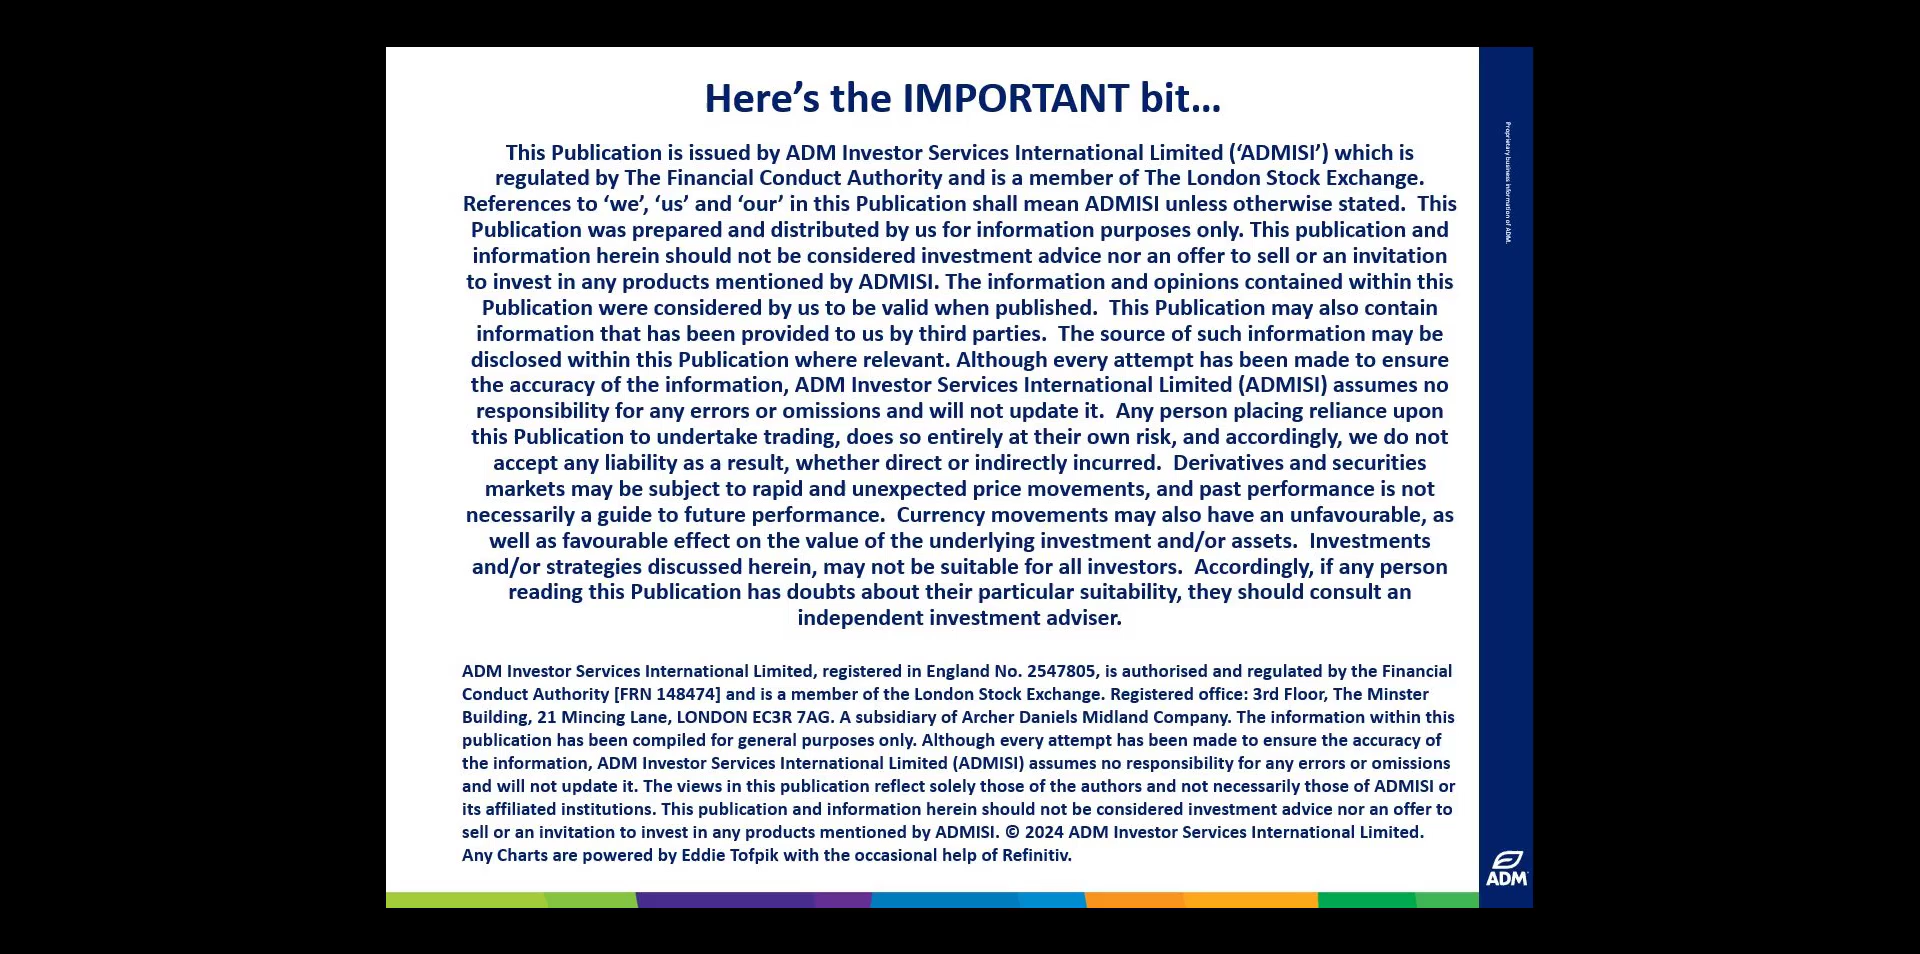 Here’s the IMPORTANT bit…
This Publication is issued by ADM Investor Services International Limited (‘ADMISI’) which is
regulated by The Financial Conduct Authority and is a member of The London Stock Exchange.
References to ‘we’, ‘us’ and ‘our’ in this Publication shall mean ADMISI unless otherwise stated.  This
Publication was prepared and distributed by us for information purposes only. This publication and
information herein should not be considered investment advice nor an offer to sell or an invitation
to invest in any products mentioned by ADMISI. The information and opinions contained within this
Publication were considered by us to be valid when published.  This Publication may also contain
information that has been provided to us by third parties.  The source of such information may be
disclosed within this Publication where relevant. Although every attempt has been made to ensure
the accuracy of the information, ADM Investor Services International Limited (ADMISI) assumes no
responsibility for any errors or omissions and will not update it.  Any person placing reliance upon
this Publication to undertake trading, does so entirely at their own risk, and accordingly, we do not
accept any liability as a result, whether direct or indirectly incurred.  Derivatives and securities
markets may be subject to rapid and unexpected price movements, and past performance is not
necessarily a guide to future performance.  Currency movements may also have an unfavourable, as
well as favourable effect on the value of the underlying investment and/or assets.  Investments
and/or strategies discussed herein, may not be suitable for all investors.  Accordingly, if any person
reading this Publication has doubts about their particular suitability, they should consult an
independent investment adviser.
ADM Investor Services International Limited, registered in England No. 2547805, is authorised and regulated by the Financial
Conduct Authority [FRN 148474] and is a member of the London Stock Exchange. Registered office: 3rd Floor, The Minster
Building, 21 Mincing Lane, LONDON EC3R 7AG. A subsidiary of Archer Daniels Midland Company. The information within this
publication has been compiled for general purposes only. Although every attempt has been made to ensure the accuracy of
the information, ADM Investor Services International Limited (ADMISI) assumes no responsibility for any errors or omissions
and will not update it. The views in this publication reflect solely those of the authors and not necessarily those of ADMISI or
its affiliated institutions. This publication and information herein should not be considered investment advice nor an offer to
sell or an invitation to invest in any products mentioned by ADMISI. © 2024 ADM Investor Services International Limited.
Any Charts are powered by Eddie Tofpik with the occasional help of Refinitiv.
Proprietary business information of ADM.
ADM